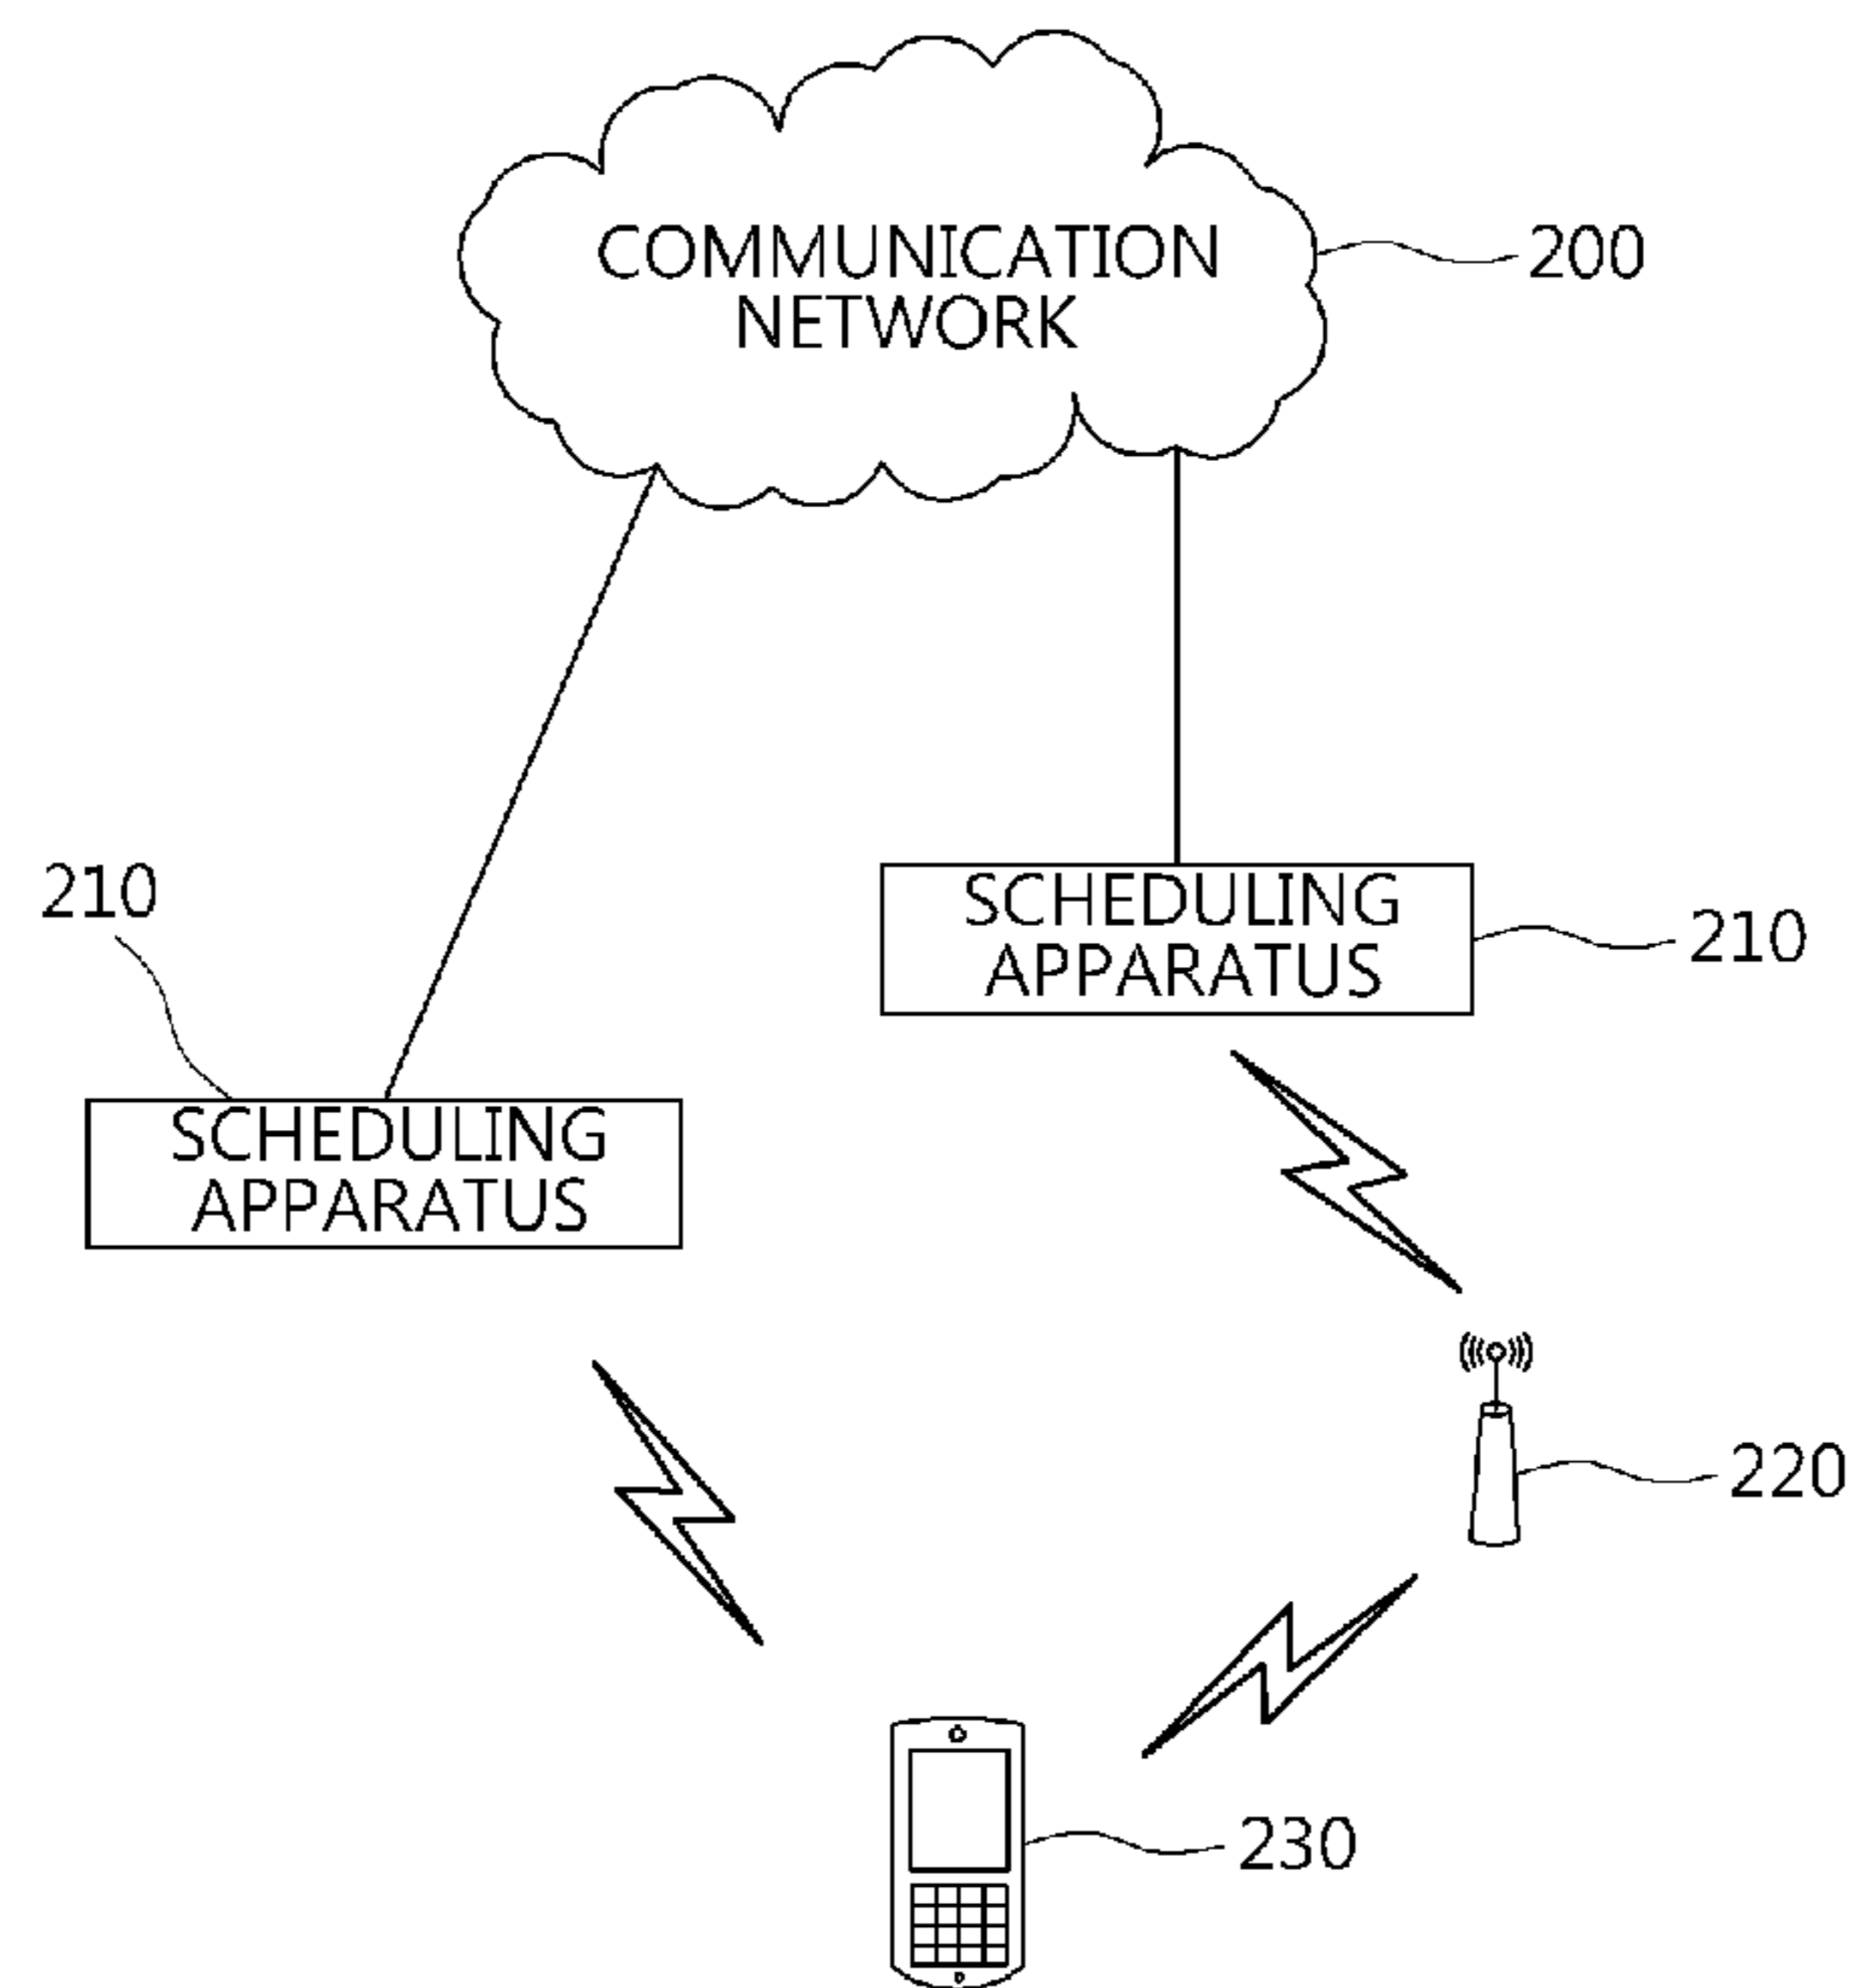 COMMUNICATION
NETWORK
200
210
SCHEDULING
APPARATUS
210
SCHEDULING
APPARATUS
220
230